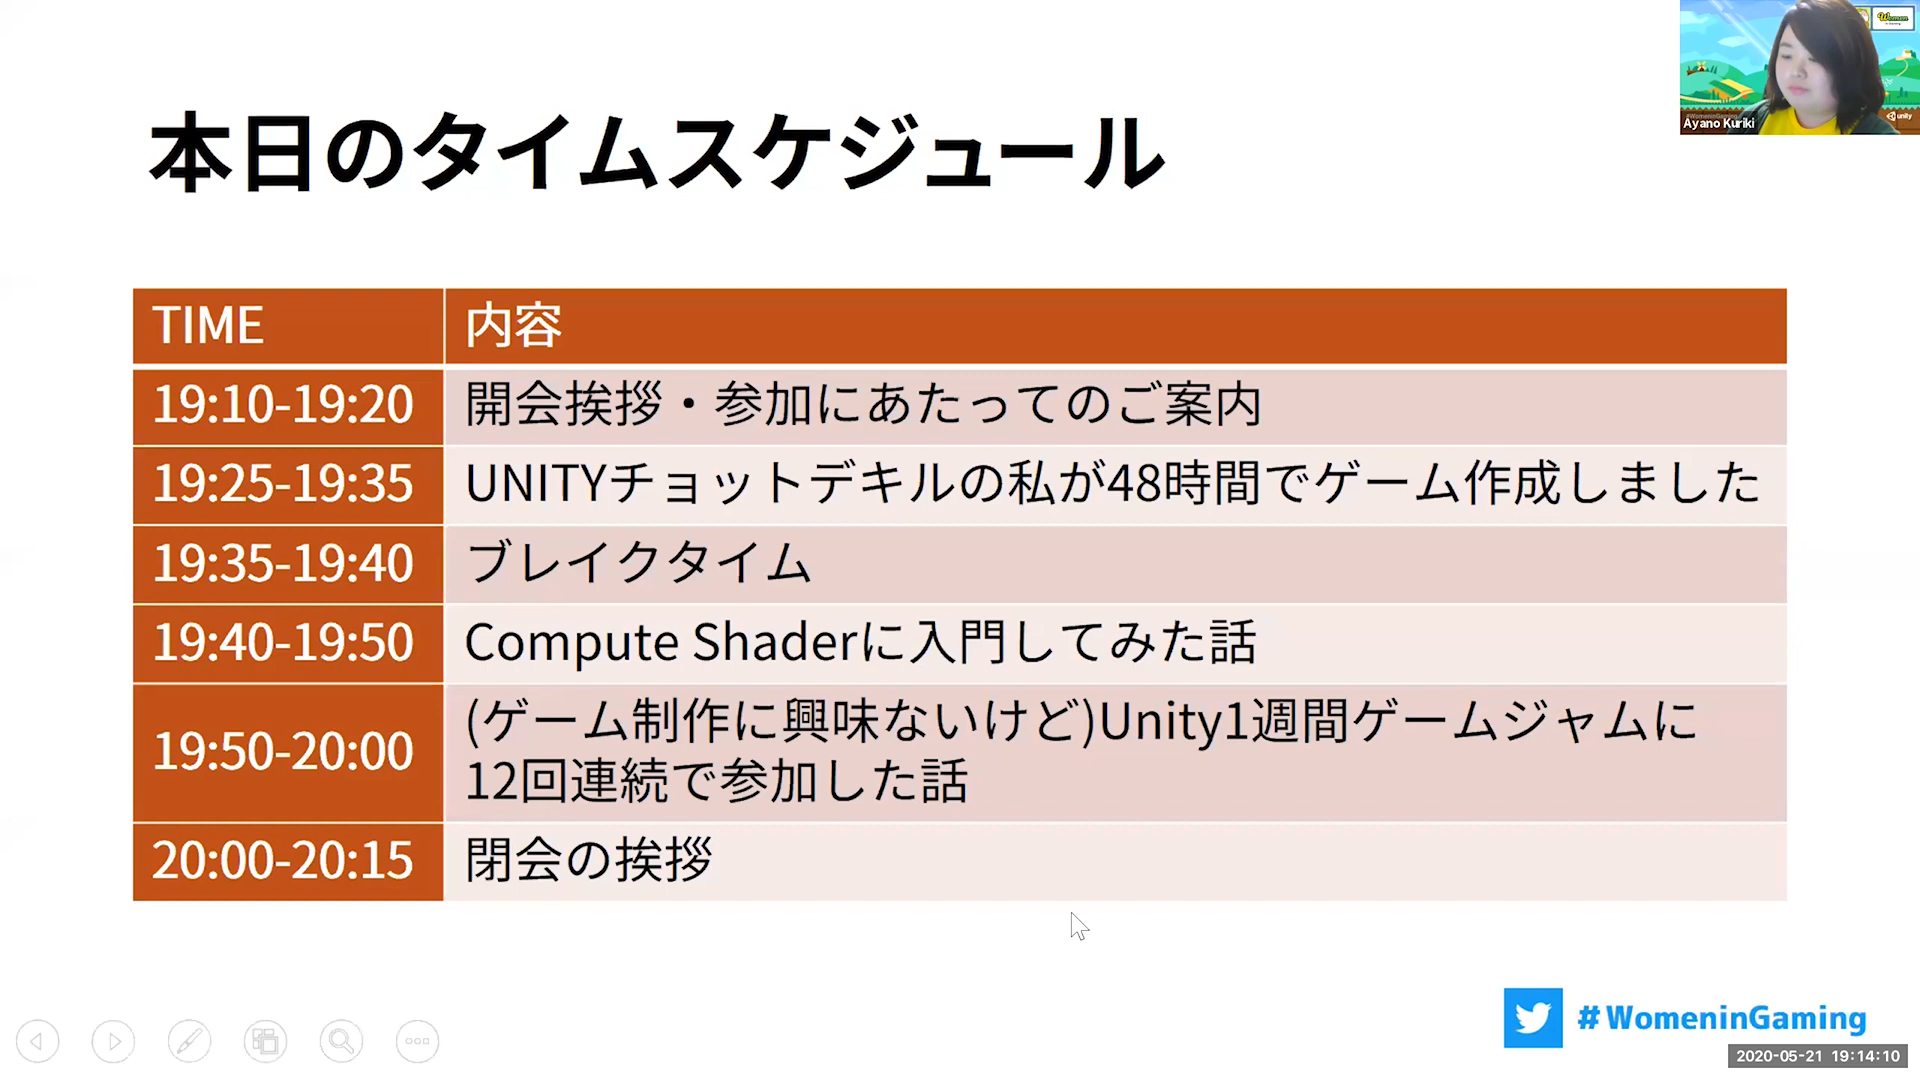 本日のタイムスケジュール
Women
Ayano Kuriki
unity
TIME 内容
19:10-19:20 開会挨拶・参加にあたってのご案内
19:25-19:35 UNITYチョットデキルの私が48時間でゲーム作成しました
19:35-19:40 ブレイクタイム
19:40-19:50 Compute Shaderに入門してみた話
19:50-20:00 (ゲーム制作に興味ないけど)Unity1週間ゲームジャムに
12回連続で参加した話
20:00-20:15 閉会の挨拶
#WomeninGaming
2020-05-21 19:14:10